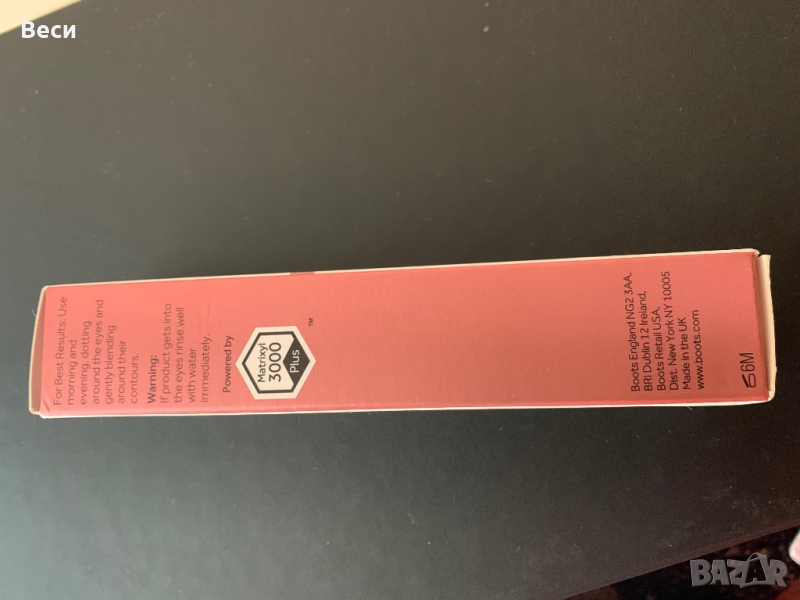 Веси
For Best Results: Use
morning and
evening, dotting
around the eyes and
gently blending
around their
contours.
Warning:
If product gets into
the eyes rinse well
with water
immediately.
Powered by
Matrixyl
3000
Plus
™
Boots England NG2 3AA.
BRI Dublin 12 Ireland.
Boots Retail USA,
Dist. New York NY 10005
Made in the UK
www.boots.com
6M
BAZAR